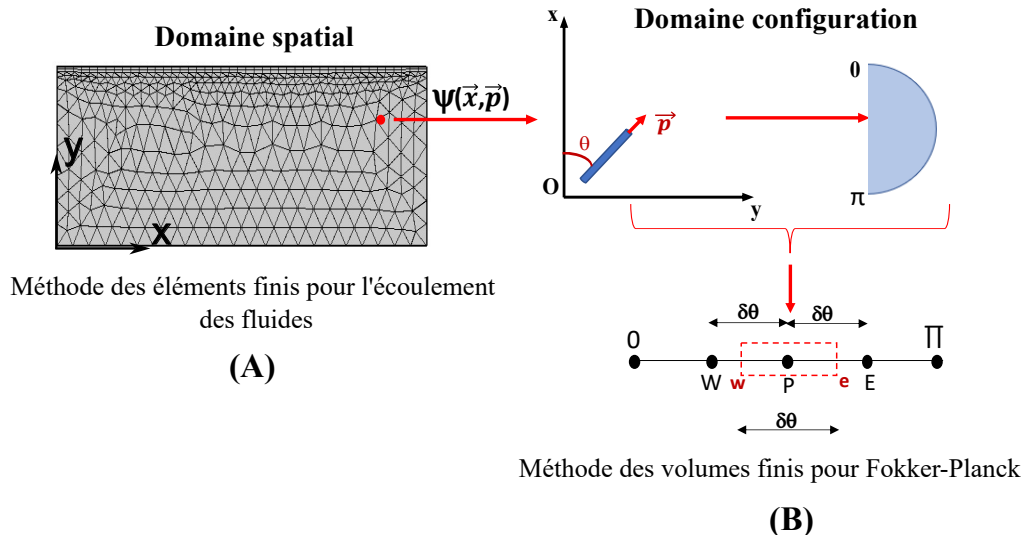 Domaine spatial
y
x
Méthode des éléments finis pour l'écoulement
des fluides
(A)
Ψ(x⃗,p⃗)
Domaine configuration
x
θ
p⃗
O
y
0
π
δθ δθ
0 Π
W w P e E
δθ
Méthode des volumes finis pour Fokker-Planck
(B)